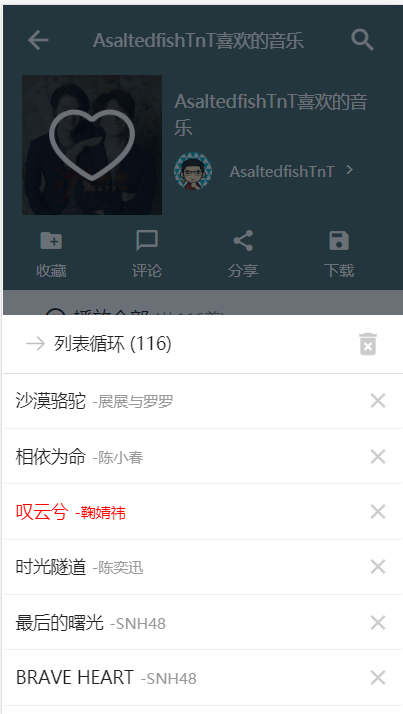 AsaltedfishTnT喜欢的音乐
AsaltedfishTnT喜欢的音
乐
AsaltedfishTnT
收藏 评论 分享 下载
播放全部
列表循环 (116)
沙漠骆驼 -展展与罗罗
相依为命 -陈小春
叹云兮 -鞠婧祎
时光隧道 -陈奕迅
最后的曙光 -SNH48
BRAVE HEART -SNH48